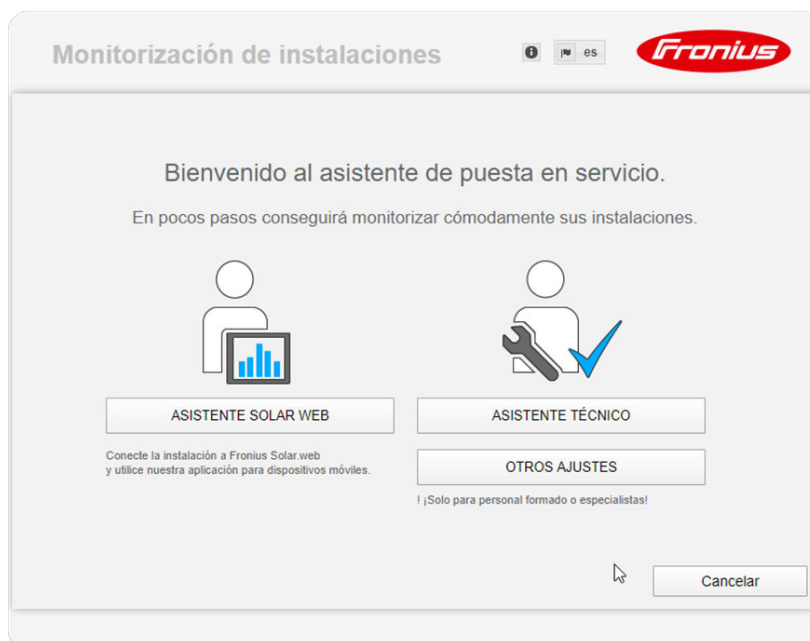 Monitorización de instalaciones
es
Fronius
Bienvenido al asistente de puesta en servicio.
En pocos pasos conseguirá monitorizar cómodamente sus instalaciones.
ASISTENTE SOLAR WEB
Conecte la instalación a Fronius Solar.web
y utilice nuestra aplicación para dispositivos móviles.
ASISTENTE TÉCNICO
OTROS AJUSTES
! ¡Solo para personal formado o especialistas!
Cancelar